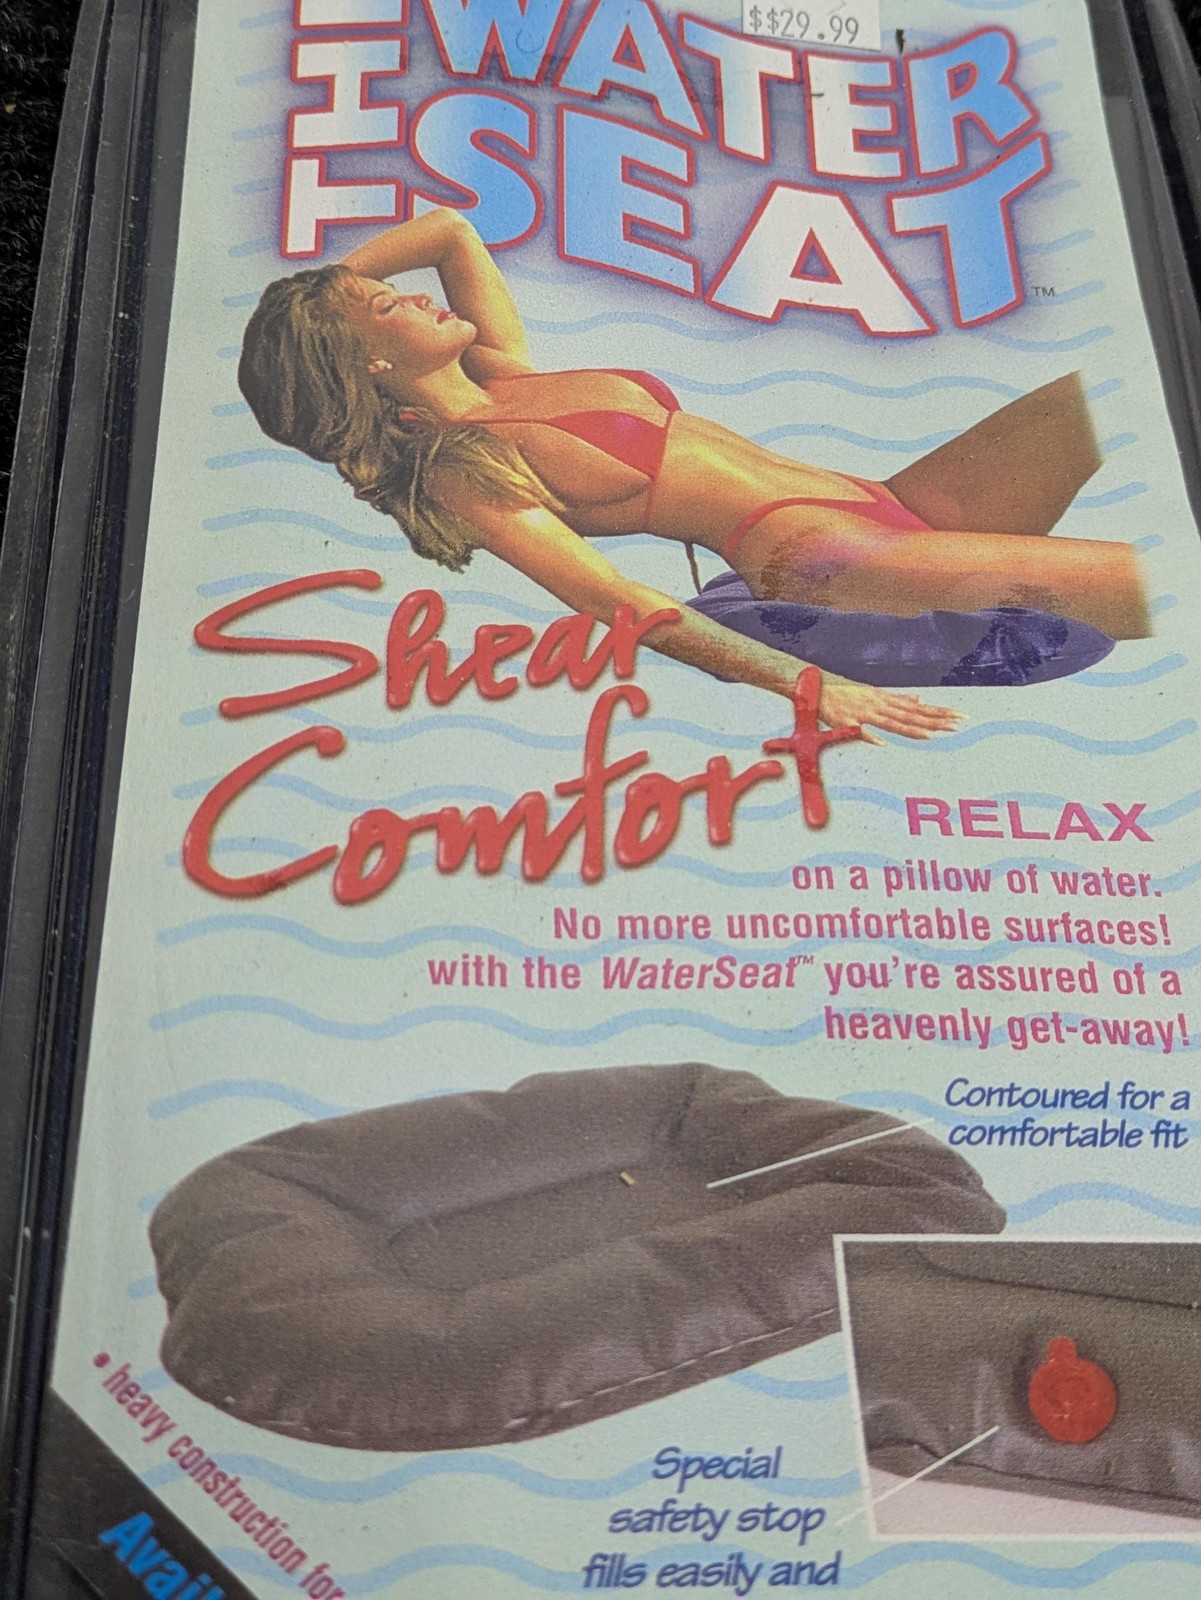 $$29.99
THE
WATER
SEAT™
Shear
Comfort
RELAX
on a pillow of water.
No more uncomfortable surfaces!
with the WaterSeat™ you're assured of a
heavenly get-away!
Contoured for a
comfortable fit
• heavy construction for
Special
safety stop
fills easily and